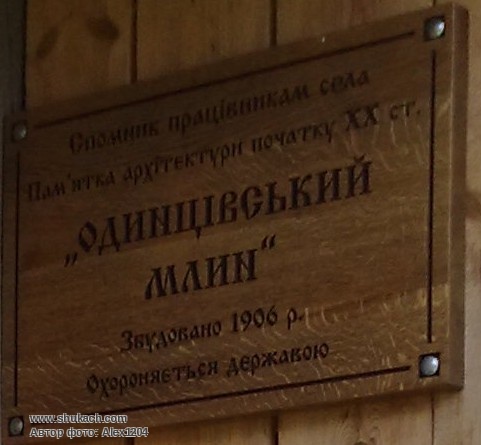 Спомник працівникам села
Пам'ятка архітектури початку XX ст.
„ОДИНЦІВСЬКИЙ
МЛИН“
Збудовано 1906 р.
Охороняється державою
www.shukach.com
Автор фото: Alex1204